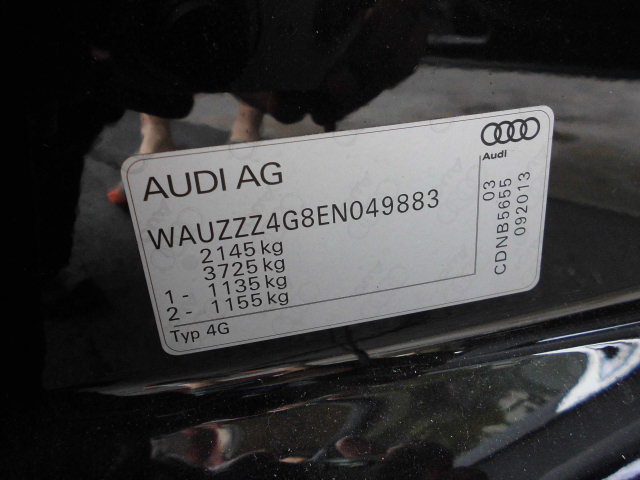 AUDI AG
Audi
WAUZZZ4G8EN049883
2145 kg
3725 kg
1 - 1135 kg
2 - 1155 kg
Typ 4G
03
CDNB5655
092013